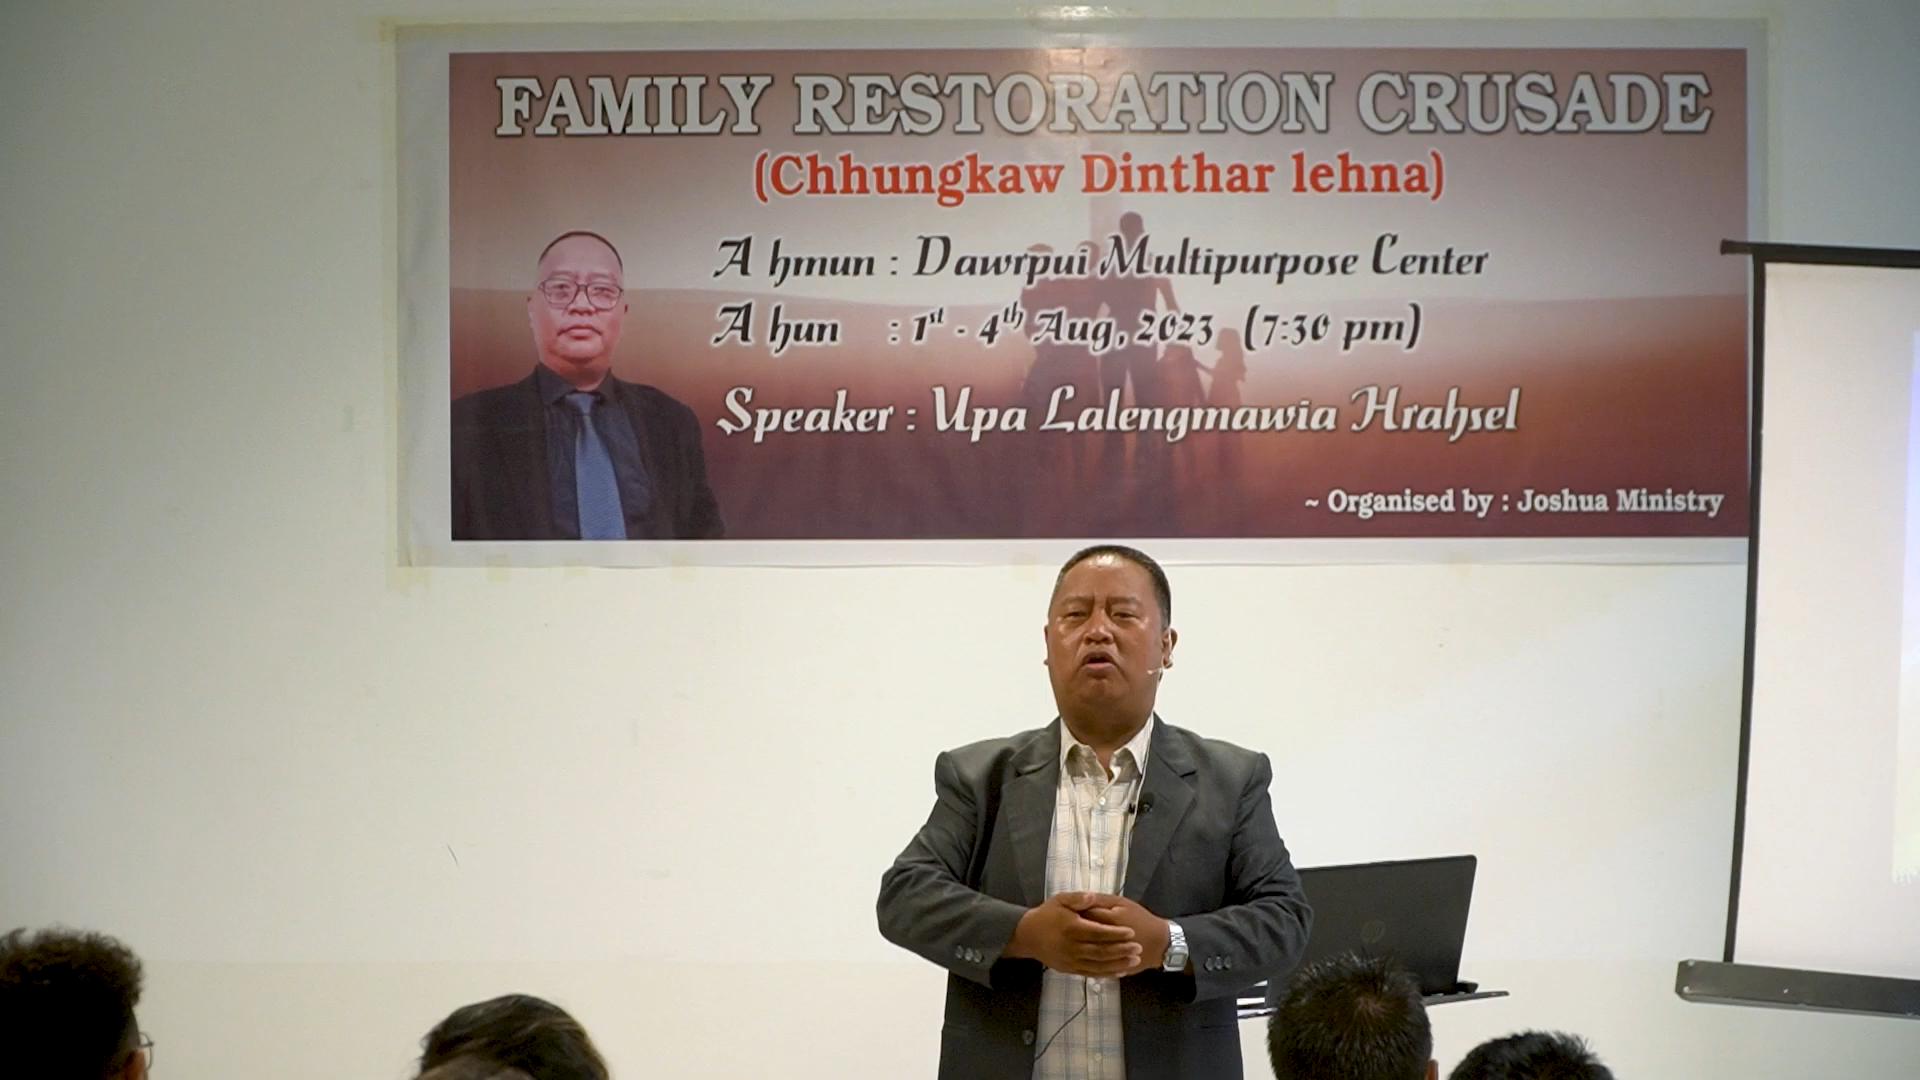 FAMILY RESTORATION CRUSADE
(Chhungkaw Dinthar lehna)
A hmun : Dawrpui Multipurpose Center
A hun : 1st - 4th Aug, 2023 (7:30 pm)
Speaker : Upa Lalengmawia Hrahsel
~ Organised by : Joshua Ministry